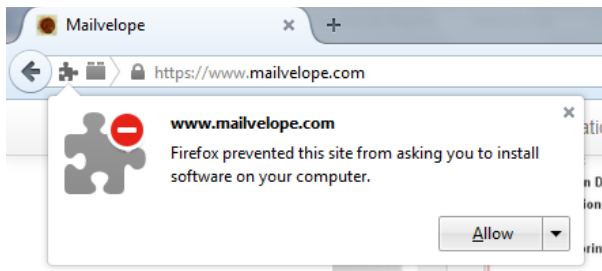 Mailvelope
https://www.mailvelope.com
www.mailvelope.com
Firefox prevented this site from asking you to install
software on your computer.
Allow